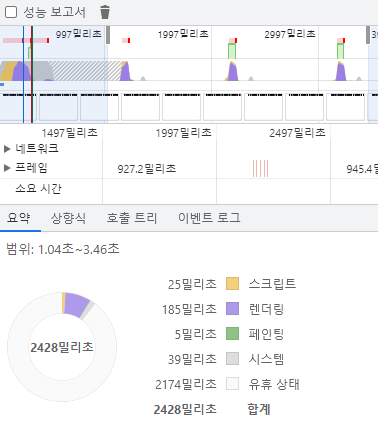 성능 보고서
997밀리초 1997밀리초 2997밀리초
1497밀리초 1997밀리초 2497밀리초
네트워크
프레임 927.2밀리초 945.4밀
소요 시간
요약 상향식 호출 트리 이벤트 로그
범위: 1.04초~3.46초
25밀리초 스크립트
185밀리초 렌더링
5밀리초 페인팅
2428밀리초
39밀리초 시스템
2174밀리초 유휴 상태
2428밀리초 합계